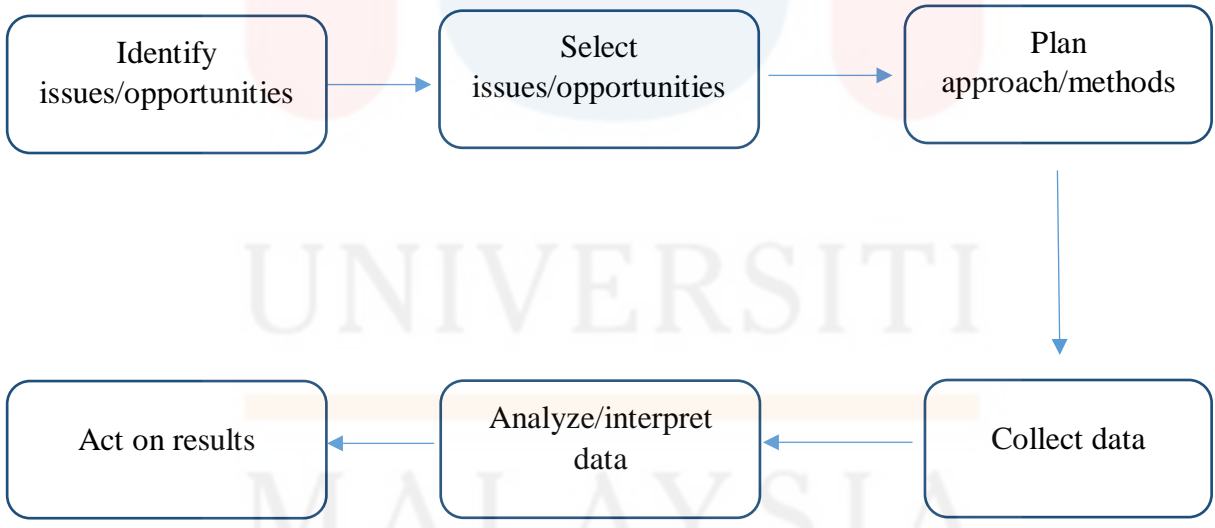 Identify
issues/opportunities
Select
issues/opportunities
Plan
approach/methods
UNIVERSITI
Act on results
Analyze/interpret
data
Collect data
MALAYSIA